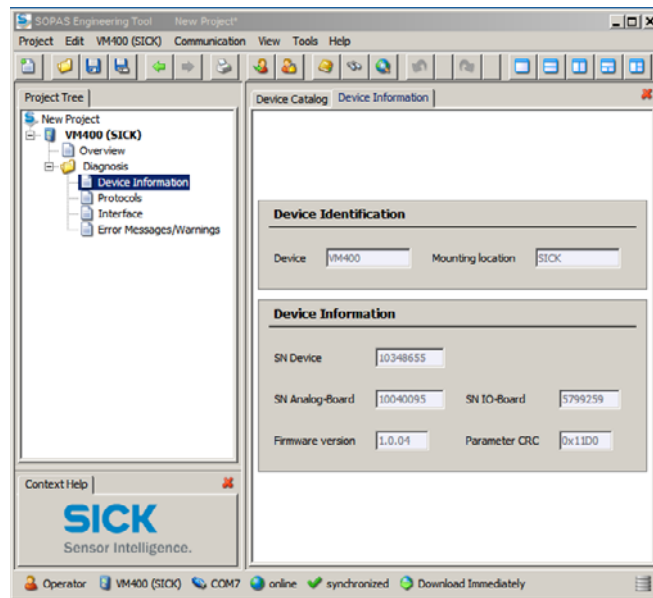 SOPAS Engineering Tool New Project*
Project Edit VM400 (SICK) Communication View Tools Help
Project Tree
New Project
VM400 (SICK)
Overview
Diagnosis
Device Information
Protocols
Interface
Error Messages/Warnings
Context Help
SICK
Sensor Intelligence.
Device Catalog Device Information
Device Identification
Device VM400 Mounting location SICK
Device Information
SN Device 10348655
SN Analog-Board 10040095 SN IO-Board 5799259
Firmware version 1.0.04 Parameter CRC 0x11D0
Operator VM400 (SICK) COM7 online synchronized Download Immediately